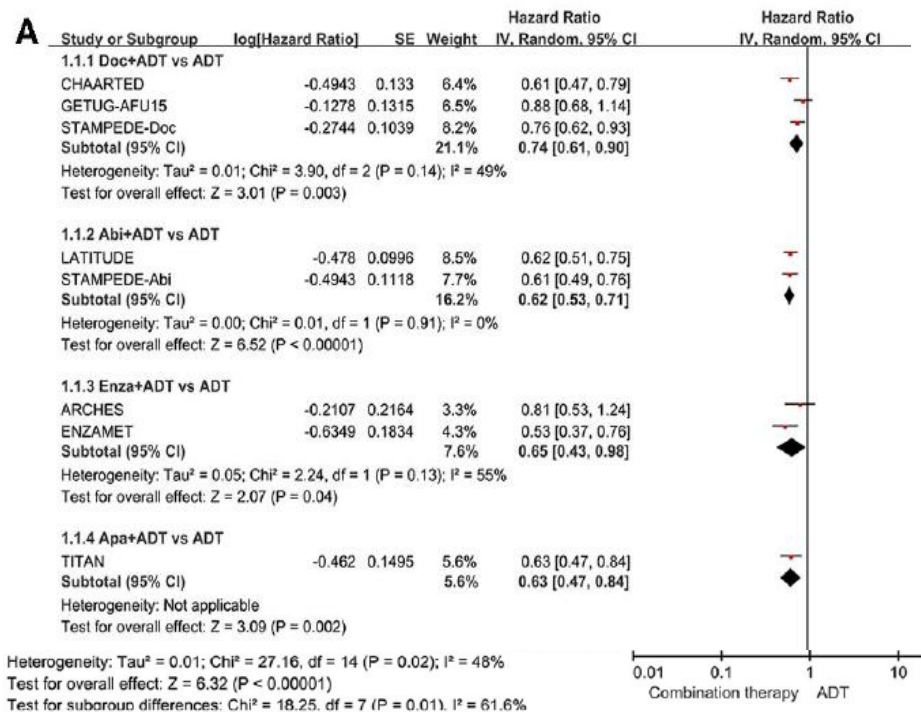 A
Hazard Ratio Hazard Ratio
Study or Subgroup log[Hazard Ratio] SE Weight IV, Random, 95% CI IV, Random, 95% CI
1.1.1 Doc+ADT vs ADT
CHAARTED -0.4943 0.133 6.4% 0.61 [0.47, 0.79]
GETUG-AFU15 -0.1278 0.1315 6.5% 0.88 [0.68, 1.14]
STAMPEDE-Doc -0.2744 0.1039 8.2% 0.76 [0.62, 0.93]
Subtotal (95% CI) 21.1% 0.74 [0.61, 0.90]
Heterogeneity: Tau² = 0.01; Chi² = 3.90, df = 2 (P = 0.14); I² = 49%
Test for overall effect: Z = 3.01 (P = 0.003)
1.1.2 Abi+ADT vs ADT
LATITUDE -0.478 0.0996 8.5% 0.62 [0.51, 0.75]
STAMPEDE-Abi -0.4943 0.1118 7.7% 0.61 [0.49, 0.76]
Subtotal (95% CI) 16.2% 0.62 [0.53, 0.71]
Heterogeneity: Tau² = 0.00; Chi² = 0.01, df = 1 (P = 0.91); I² = 0%
Test for overall effect: Z = 6.52 (P < 0.00001)
1.1.3 Enza+ADT vs ADT
ARCHES -0.2107 0.2164 3.3% 0.81 [0.53, 1.24]
ENZAMET -0.6349 0.1834 4.3% 0.53 [0.37, 0.76]
Subtotal (95% CI) 7.6% 0.65 [0.43, 0.98]
Heterogeneity: Tau² = 0.05; Chi² = 2.24, df = 1 (P = 0.13); I² = 55%
Test for overall effect: Z = 2.07 (P = 0.04)
1.1.4 Apa+ADT vs ADT
TITAN -0.462 0.1495 5.6% 0.63 [0.47, 0.84]
Subtotal (95% CI) 5.6% 0.63 [0.47, 0.84]
Heterogeneity: Not applicable
Test for overall effect: Z = 3.09 (P = 0.002)
Heterogeneity: Tau² = 0.01; Chi² = 27.16, df = 14 (P = 0.02); I² = 48%
Test for overall effect: Z = 6.32 (P < 0.00001)
Test for subgroup differences: Chi² = 18.25, df = 7 (P = 0.01), I² = 61.6%
0.01 0.1 1 10
Combination therapy ADT